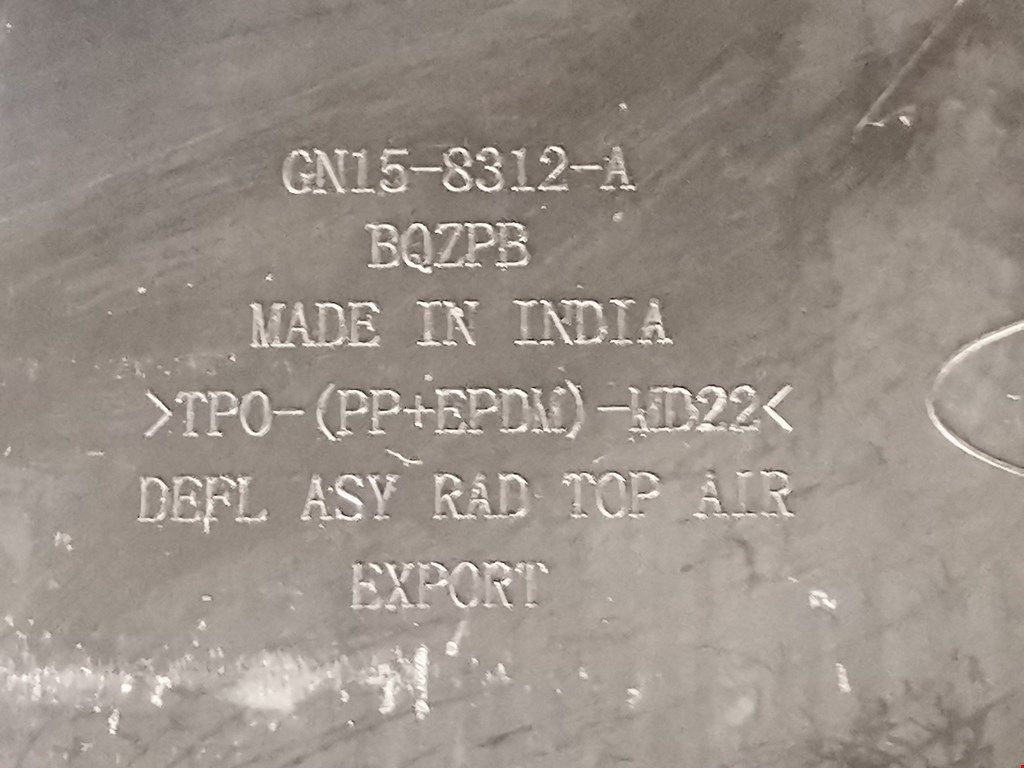 GN15-8312-A
BQZPB
MADE IN INDIA
>TPO-(PP+EPDM)-MD22<
DEFL ASY RAD TOP AIR
EXPORT